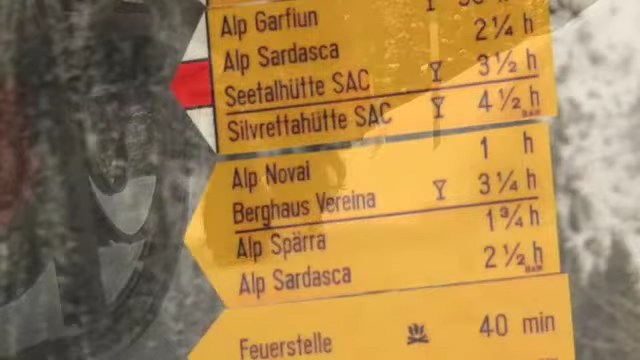 Alp Garfiun
Alp Sardasca 2¼ h
Seetalhütte SAC 3½ h
Silvrettahütte SAC 4½ h
Alp Novai 1 h
Berghaus Vereina 3¼ h
Alp Spärra 1¾ h
Alp Sardasca 2½ h
Feuerstelle 40 min